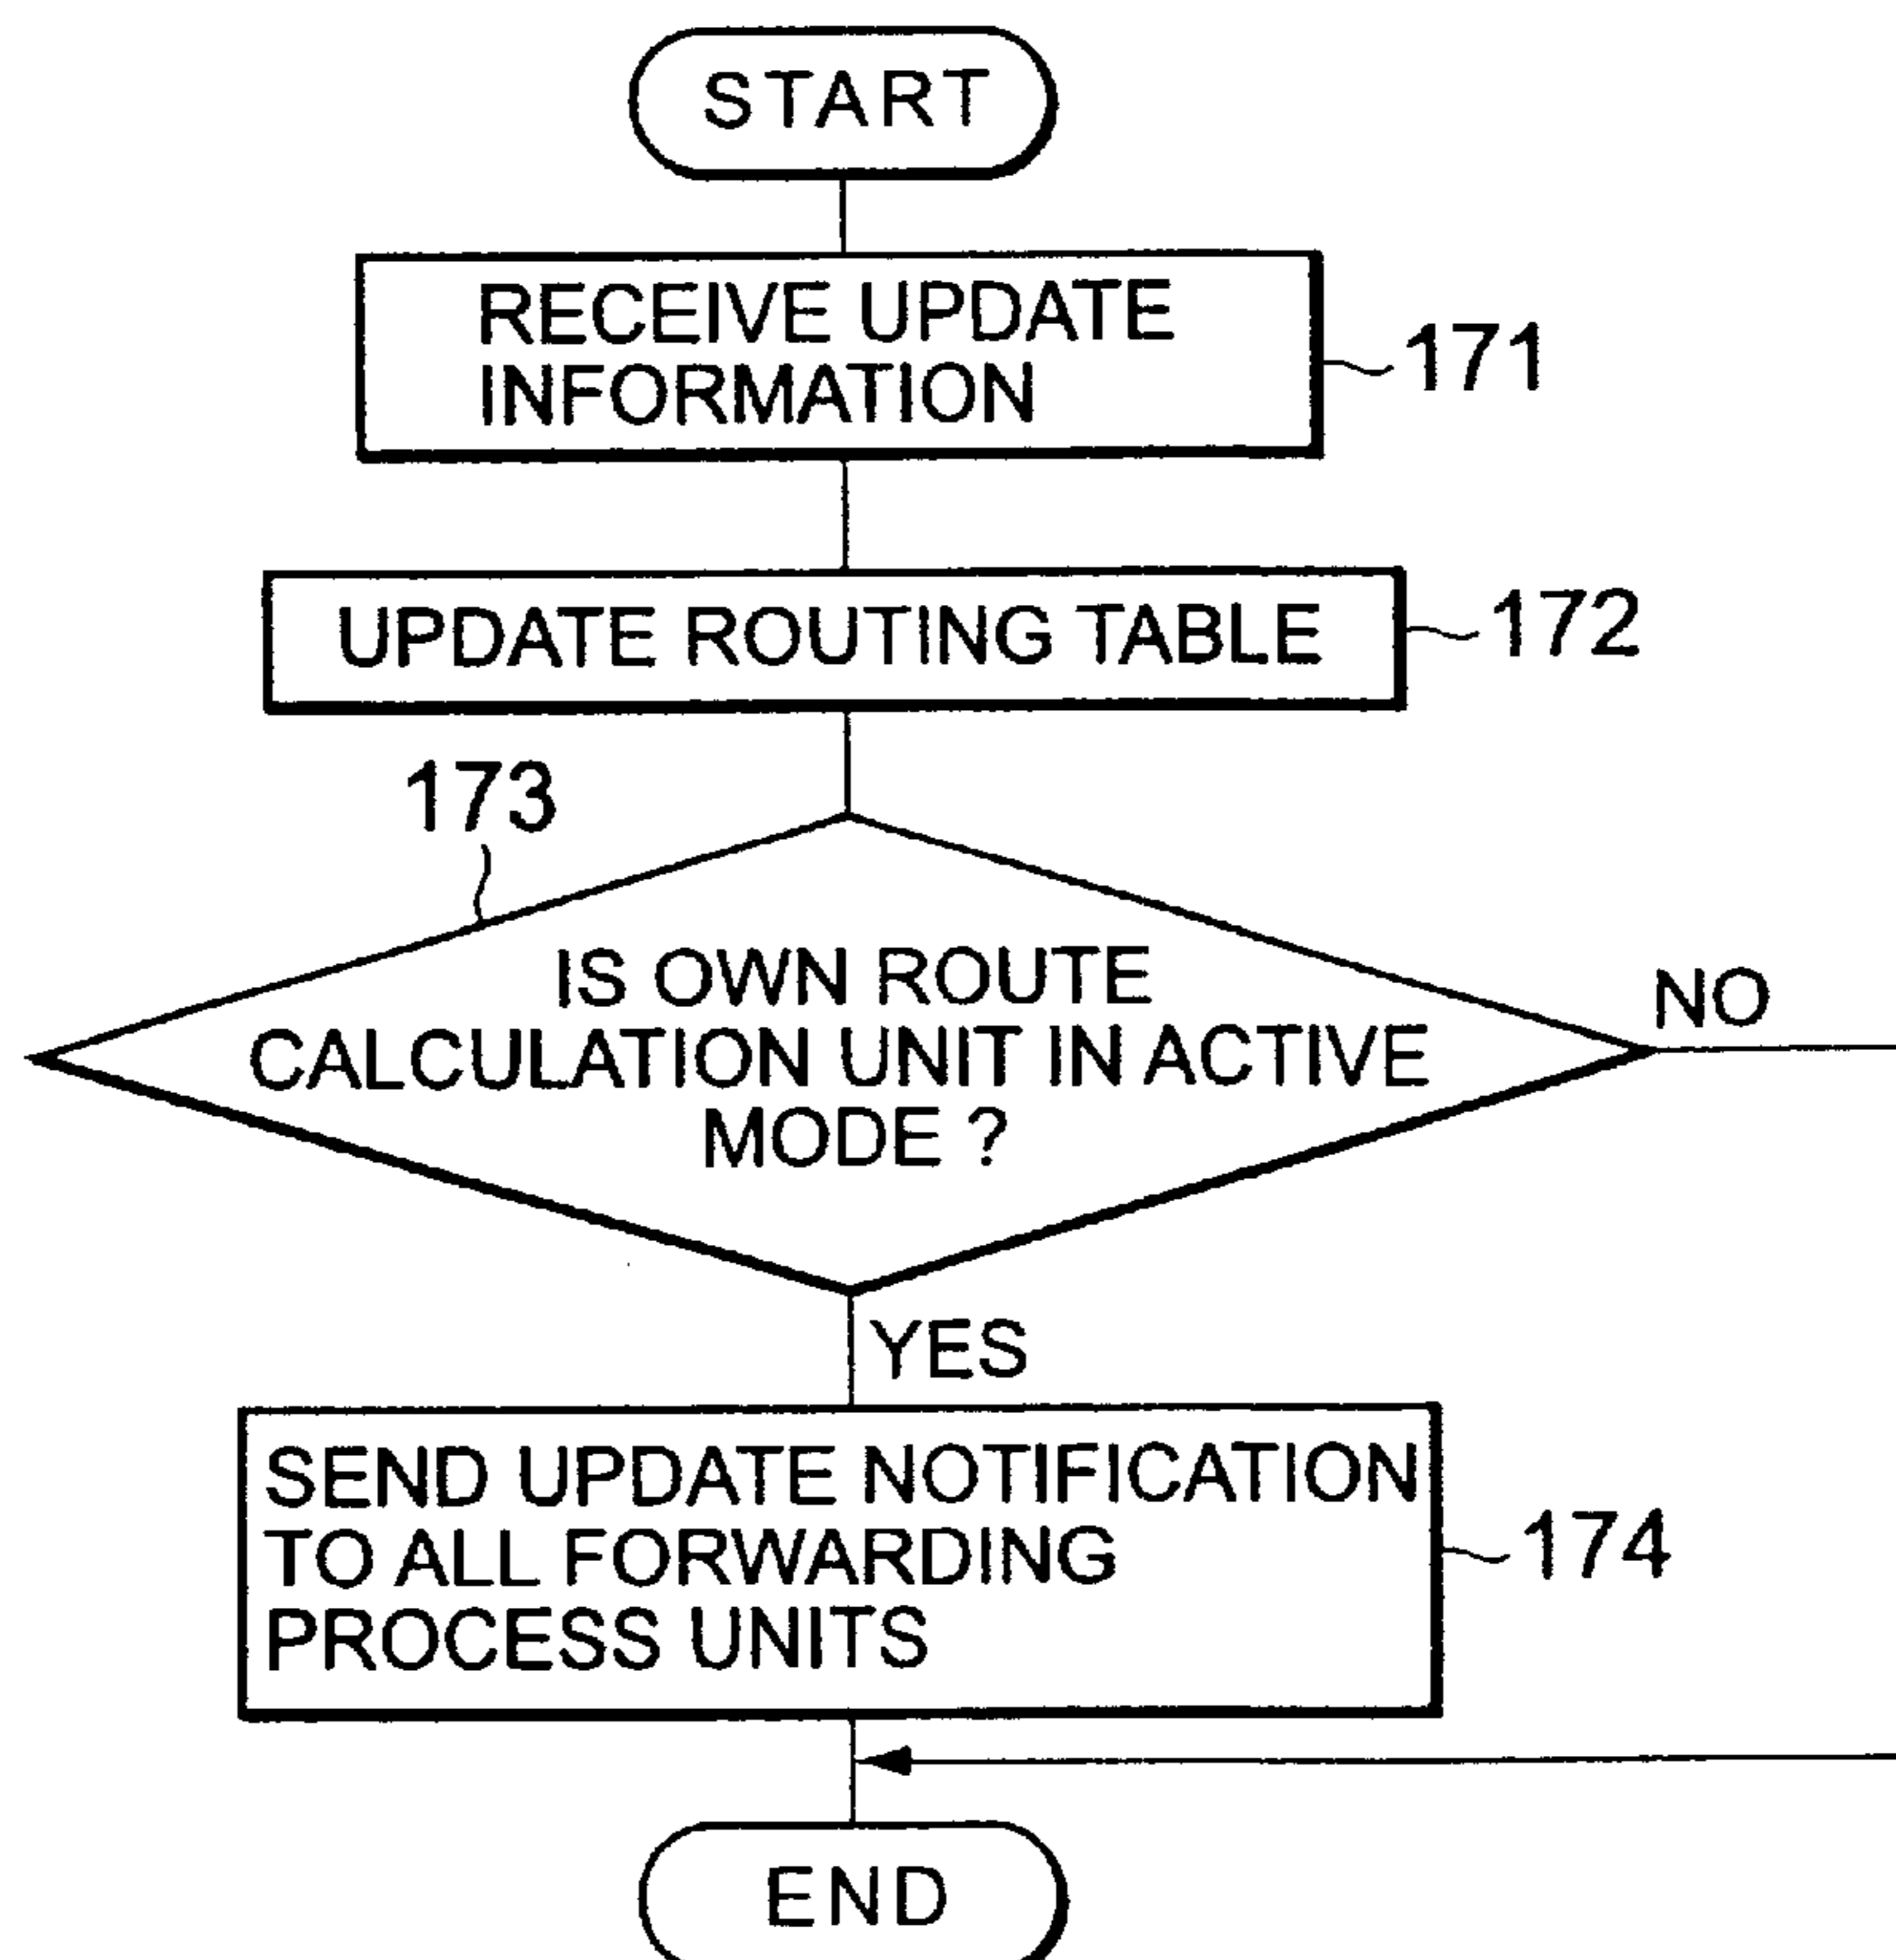 START
RECEIVE UPDATE
INFORMATION
171
UPDATE ROUTING TABLE
172
173
IS OWN ROUTE
CALCULATION UNIT IN ACTIVE
MODE ?
NO
YES
SEND UPDATE NOTIFICATION
TO ALL FORWARDING
PROCESS UNITS
174
END